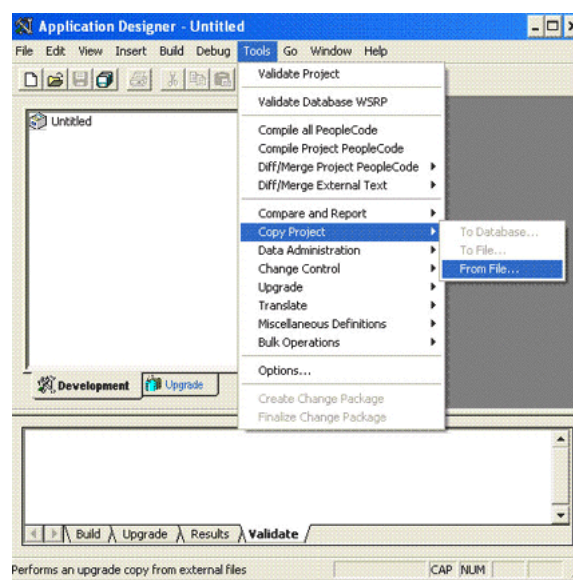 Application Designer - Untitled
File Edit View Insert Build Debug Tools Go Window Help
Validate Project
Validate Database WSRP
Untitled
Compile all PeopleCode
Compile Project PeopleCode
Diff/Merge Project PeopleCode
Diff/Merge External Text
Compare and Report
Copy Project
To Database...
Data Administration
To File...
Change Control
From File...
Upgrade
Translate
Miscellaneous Definitions
Bulk Operations
Options...
Development Upgrade
Create Change Package
Finalize Change Package
Build Upgrade Results Validate
Performs an upgrade copy from external files CAP NUM